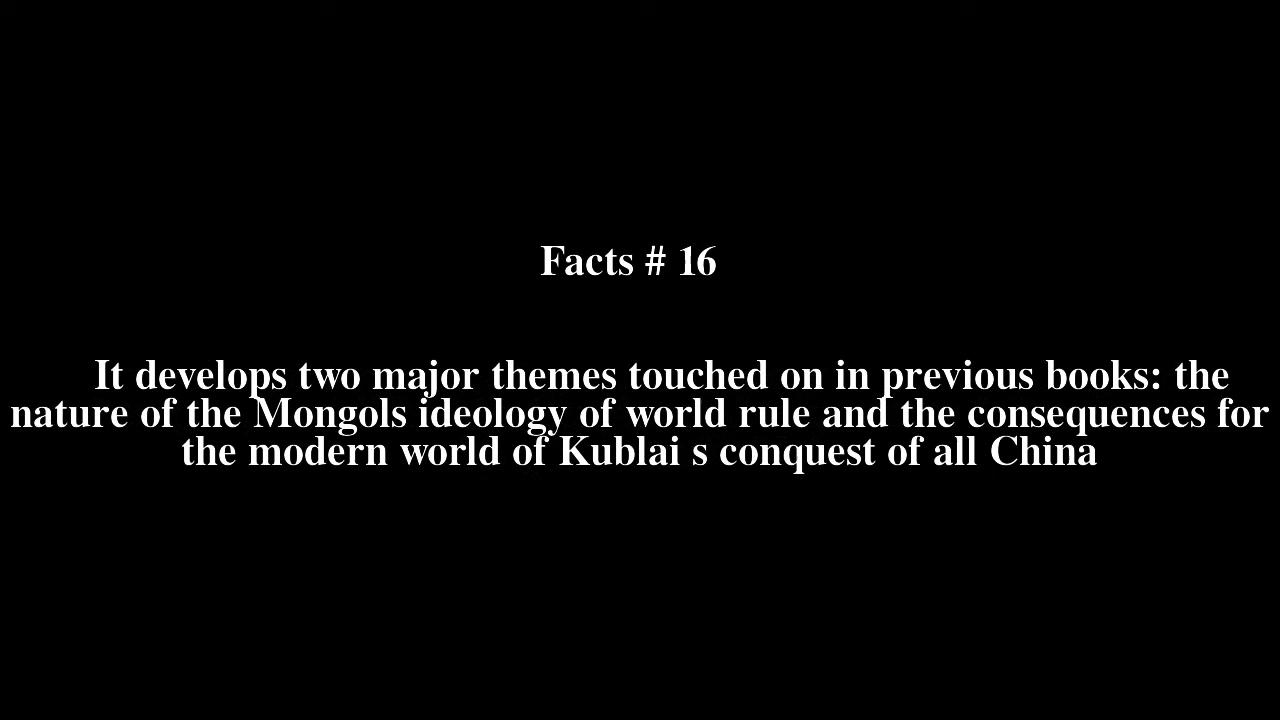 Facts # 16
It develops two major themes touched on in previous books: the
nature of the Mongols ideology of world rule and the consequences for
the modern world of Kublai s conquest of all China